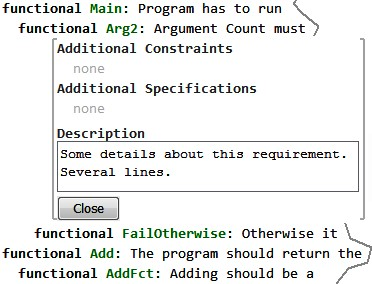 functional Main: Program has to run
functional Arg2: Argument Count must
Additional Constraints
none
Additional Specifications
none
Description
Some details about this requirement.
Several lines.
Close
functional FailOtherwise: Otherwise it
functional Add: The program should return the
functional AddFct: Adding should be a